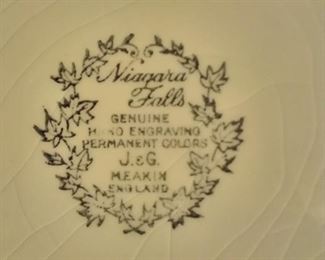 Niagara
Falls
GENUINE
HAND ENGRAVING
PERMANENT COLORS
J.&G.
MEAKIN
ENGLAND